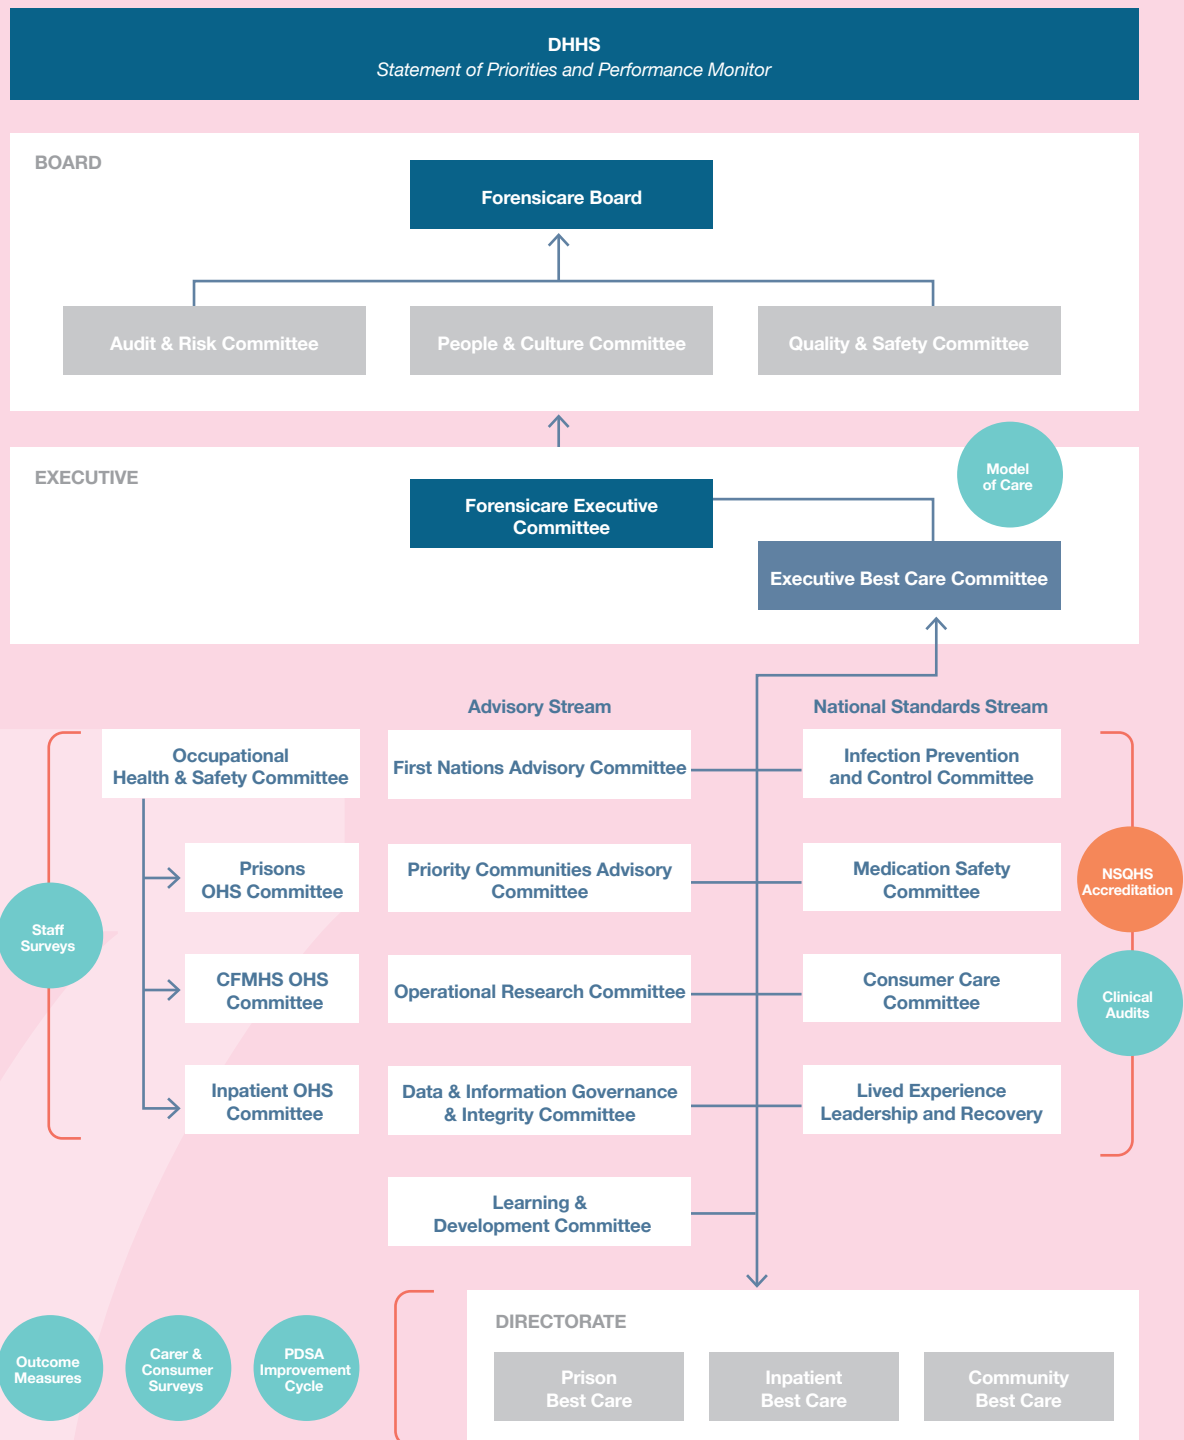 DHHS
Statement of Priorities and Performance Monitor
BOARD
Forensicare Board
Audit & Risk Committee
People & Culture Committee
Quality & Safety Committee
EXECUTIVE
Model
of Care
Forensicare Executive
Committee
Executive Best Care Committee
Advisory Stream
National Standards Stream
Occupational
Health & Safety Committee
First Nations Advisory Committee
Infection Prevention
and Control Committee
Prisons
OHS Committee
Priority Communities Advisory
Committee
Medication Safety
Committee
NSQHS
Accreditation
Staff
Surveys
CFMHS OHS
Committee
Operational Research Committee
Consumer Care
Committee
Clinical
Audits
Inpatient OHS
Committee
Data & Information Governance
& Integrity Committee
Lived Experience
Leadership and Recovery
Learning &
Development Committee
DIRECTORATE
Outcome
Measures
Carer &
Consumer
Surveys
PDSA
Improvement
Cycle
Prison
Best Care
Inpatient
Best Care
Community
Best Care